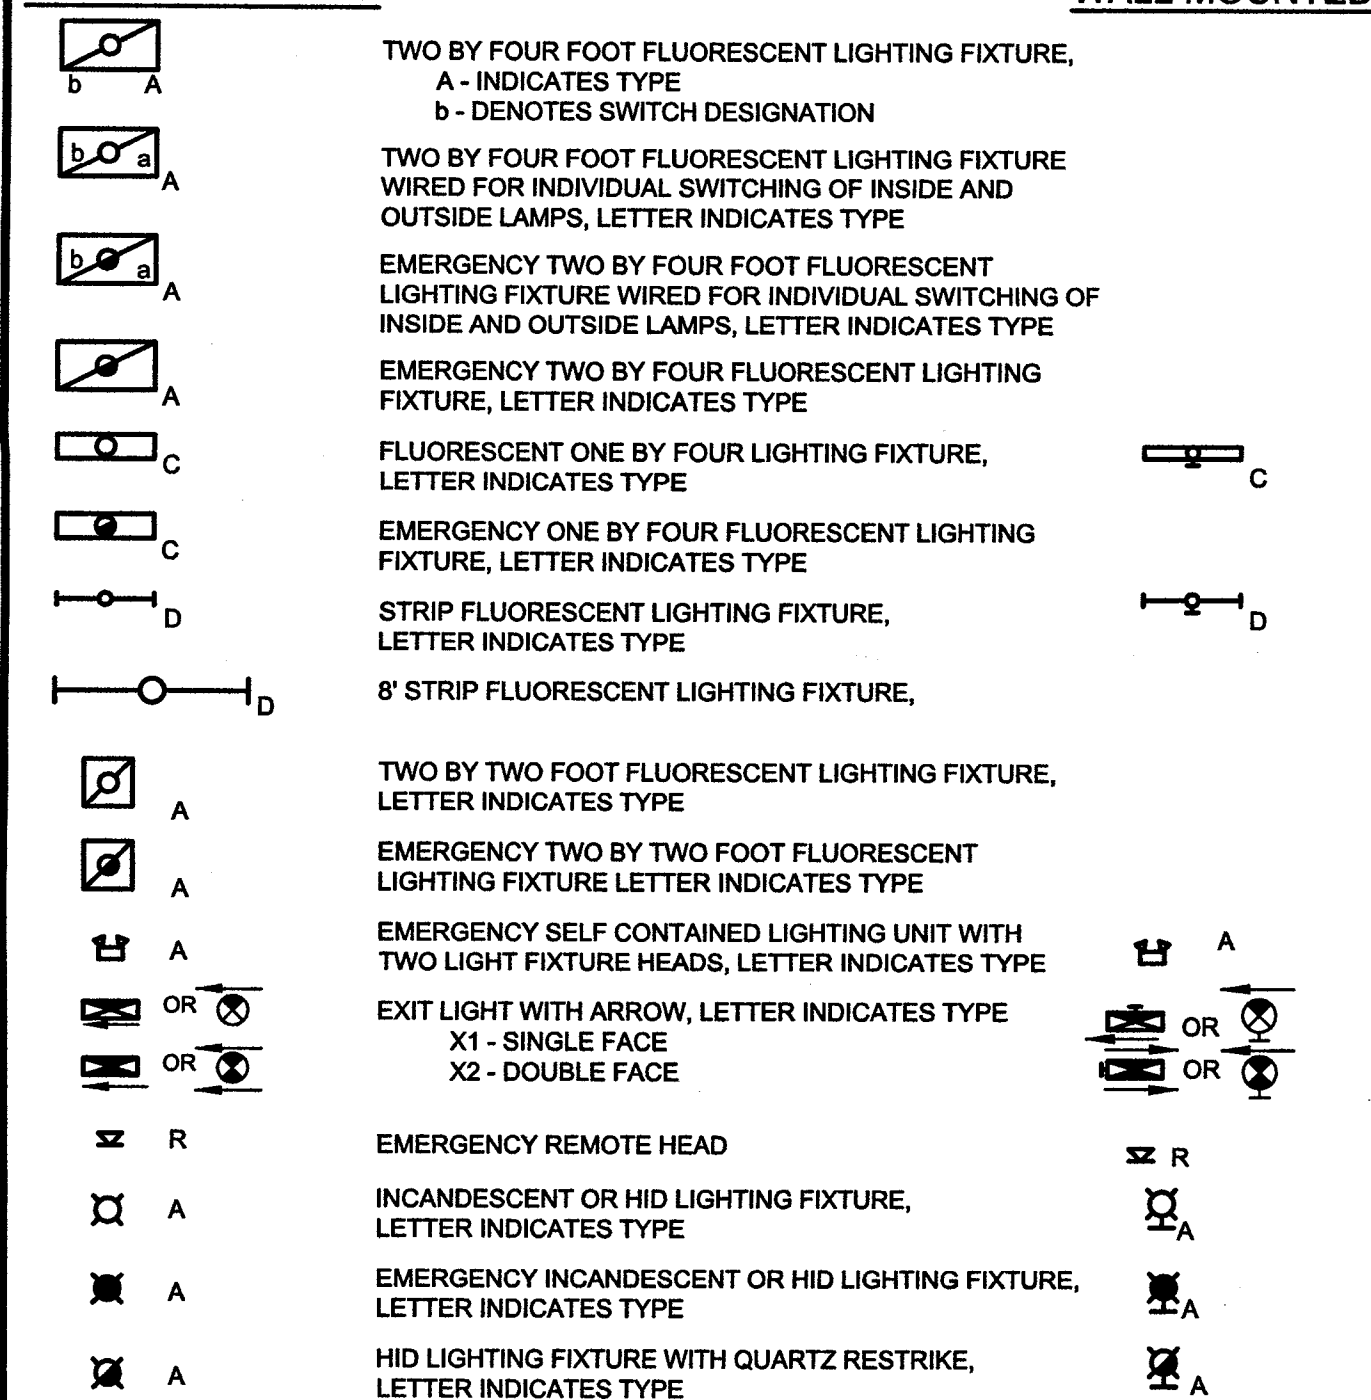 WALL MOUNTED
TWO BY FOUR FOOT FLUORESCENT LIGHTING FIXTURE,
A - INDICATES TYPE
b - DENOTES SWITCH DESIGNATION
b A
TWO BY FOUR FOOT FLUORESCENT LIGHTING FIXTURE
WIRED FOR INDIVIDUAL SWITCHING OF INSIDE AND
OUTSIDE LAMPS, LETTER INDICATES TYPE
b a A
EMERGENCY TWO BY FOUR FOOT FLUORESCENT
LIGHTING FIXTURE WIRED FOR INDIVIDUAL SWITCHING OF
INSIDE AND OUTSIDE LAMPS, LETTER INDICATES TYPE
b a A
EMERGENCY TWO BY FOUR FLUORESCENT LIGHTING
FIXTURE, LETTER INDICATES TYPE
A
FLUORESCENT ONE BY FOUR LIGHTING FIXTURE,
LETTER INDICATES TYPE
C C
EMERGENCY ONE BY FOUR FLUORESCENT LIGHTING
FIXTURE, LETTER INDICATES TYPE
C
STRIP FLUORESCENT LIGHTING FIXTURE,
LETTER INDICATES TYPE
D D
8' STRIP FLUORESCENT LIGHTING FIXTURE,
D
TWO BY TWO FOOT FLUORESCENT LIGHTING FIXTURE,
LETTER INDICATES TYPE
A
EMERGENCY TWO BY TWO FOOT FLUORESCENT
LIGHTING FIXTURE LETTER INDICATES TYPE
A
EMERGENCY SELF CONTAINED LIGHTING UNIT WITH
TWO LIGHT FIXTURE HEADS, LETTER INDICATES TYPE
A A
EXIT LIGHT WITH ARROW, LETTER INDICATES TYPE
X1 - SINGLE FACE
X2 - DOUBLE FACE
OR OR
OR OR
R EMERGENCY REMOTE HEAD R
INCANDESCENT OR HID LIGHTING FIXTURE,
LETTER INDICATES TYPE
A A
EMERGENCY INCANDESCENT OR HID LIGHTING FIXTURE,
LETTER INDICATES TYPE
A A
HID LIGHTING FIXTURE WITH QUARTZ RESTRIKE,
LETTER INDICATES TYPE
A A